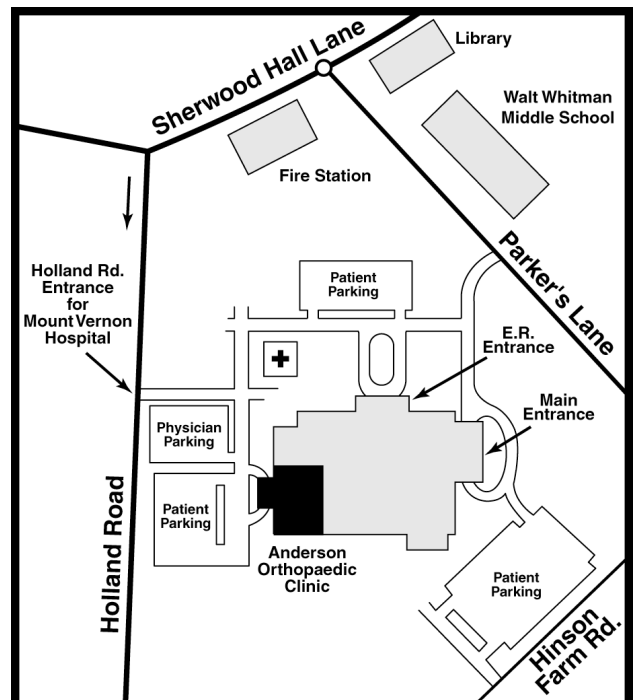 Sherwood Hall Lane
Library
Walt Whitman
Middle School
Fire Station
Parker's Lane
Holland Rd.
Entrance
for
Mount Vernon
Hospital
Patient
Parking
E.R.
Entrance
Main
Entrance
Physician
Parking
Patient
Parking
Holland Road
Anderson
Orthopaedic
Clinic
Patient
Parking
Hinson
Farm Rd.